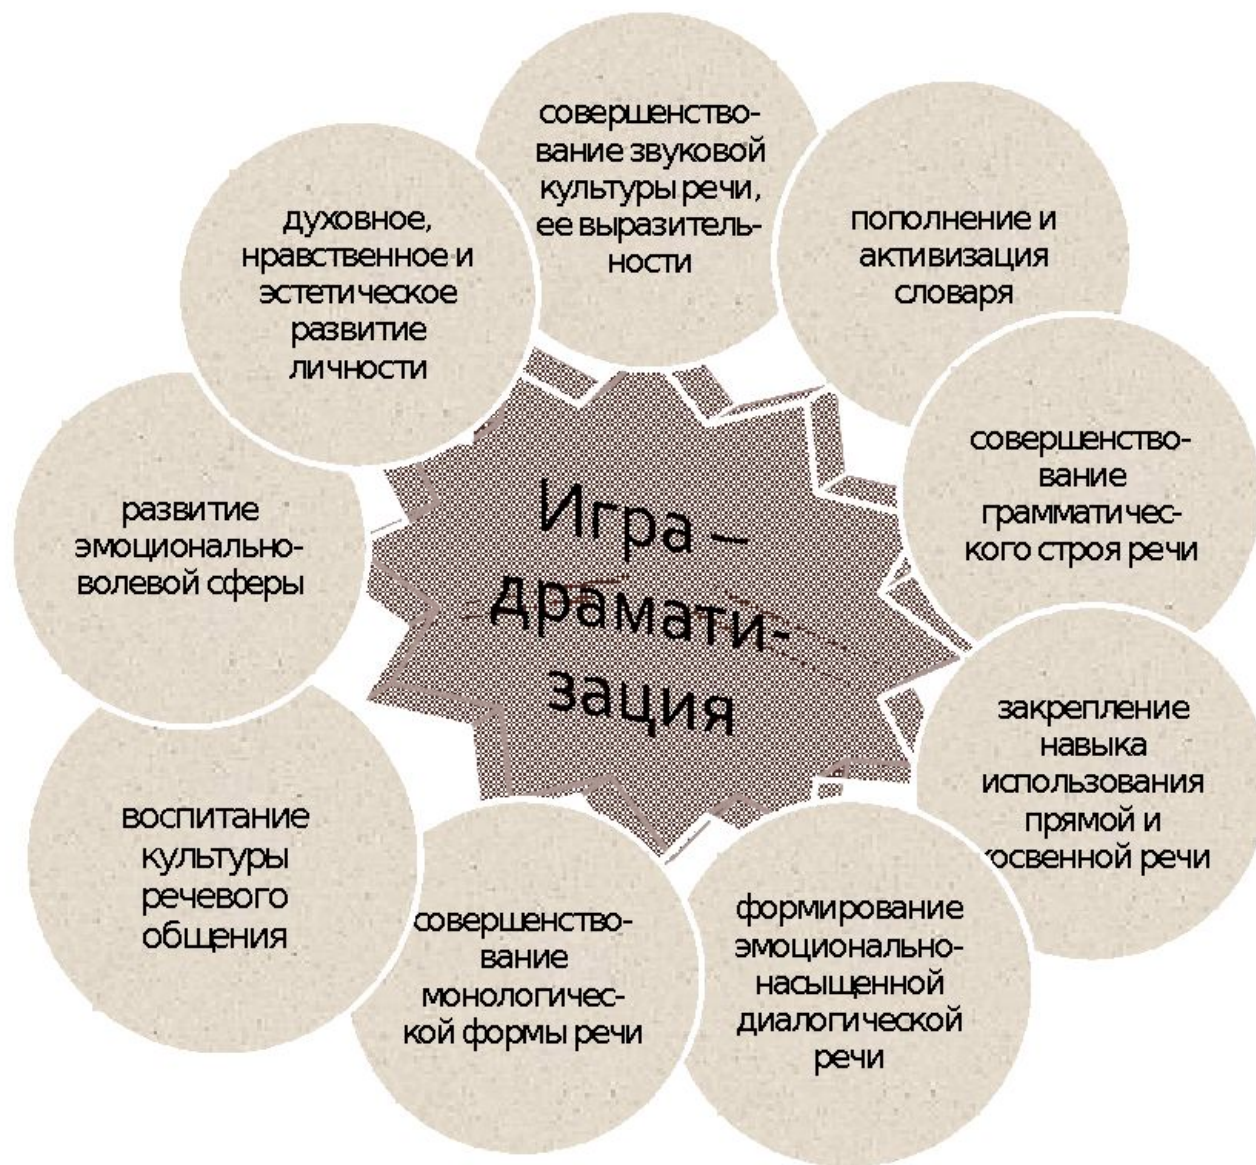 совершенство-
вание звуковой
культуры речи,
ее выразитель-
ности
пополнение и
активизация
словаря
совершенство-
вание
грамматичес-
кого строя речи
закрепление
навыка
использования
прямой и
косвенной речи
формирование
эмоционально-
насыщенной
диалогической
речи
совершенство-
вание
монологичес-
кой формы речи
воспитание
культуры
речевого
общения
развитие
эмоционально-
волевой сферы
духовное,
нравственное и
эстетическое
развитие
личности
Игра –
драмати-
зация